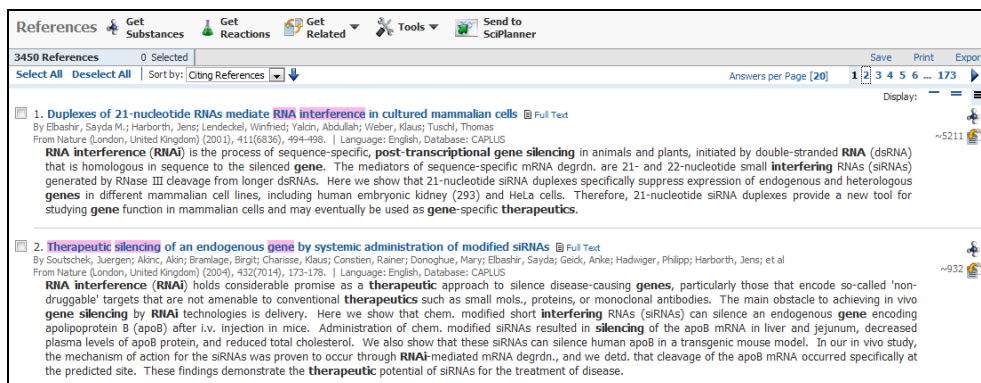 References Get Substances Get Reactions Get Related Tools Send to SciPlanner
3450 References 0 Selected Save Print Expor
Select All Deselect All Sort by: Citing References Answers per Page [20] 1 2 3 4 5 6 ... 173
Display:
1. Duplexes of 21-nucleotide RNAs mediate RNA interference in cultured mammalian cells Full Text
By Elbashir, Sayda M.; Harborth, Jens; Lendeckel, Winfried; Yalcin, Abdullah; Weber, Klaus; Tuschl, Thomas
From Nature (London, United Kingdom) (2001), 411(6836), 494-498. | Language: English, Database: CAPLUS
~5211
RNA interference (RNAi) is the process of sequence-specific, post-transcriptional gene silencing in animals and plants, initiated by double-stranded RNA (dsRNA)
that is homologous in sequence to the silenced gene. The mediators of sequence-specific mRNA degrdn. are 21- and 22-nucleotide small interfering RNAs (siRNAs)
generated by RNase III cleavage from longer dsRNAs. Here we show that 21-nucleotide siRNA duplexes specifically suppress expression of endogenous and heterologous
genes in different mammalian cell lines, including human embryonic kidney (293) and HeLa cells. Therefore, 21-nucleotide siRNA duplexes provide a new tool for
studying gene function in mammalian cells and may eventually be used as gene-specific therapeutics.
2. Therapeutic silencing of an endogenous gene by systemic administration of modified siRNAs Full Text
By Soutschek, Juergen; Akinc, Akin; Bramlage, Birgit; Charisse, Klaus; Constien, Rainer; Donoghue, Mary; Elbashir, Sayda; Geick, Anke; Hadwiger, Philipp; Harborth, Jens; et al
From Nature (London, United Kingdom) (2004), 432(7014), 173-178. | Language: English, Database: CAPLUS
~932
RNA interference (RNAi) holds considerable promise as a therapeutic approach to silence disease-causing genes, particularly those that encode so-called 'non-
druggable' targets that are not amenable to conventional therapeutics such as small mols., proteins, or monoclonal antibodies. The main obstacle to achieving in vivo
gene silencing by RNAi technologies is delivery. Here we show that chem. modified short interfering RNAs (siRNAs) can silence an endogenous gene encoding
apolipoprotein B (apoB) after i.v. injection in mice. Administration of chem. modified siRNAs resulted in silencing of the apoB mRNA in liver and jejunum, decreased
plasma levels of apoB protein, and reduced total cholesterol. We also show that these siRNAs can silence human apoB in a transgenic mouse model. In our in vivo study,
the mechanism of action for the siRNAs was proven to occur through RNAi-mediated mRNA degrdn., and we detd. that cleavage of the apoB mRNA occurred specifically at
the predicted site. These findings demonstrate the therapeutic potential of siRNAs for the treatment of disease.